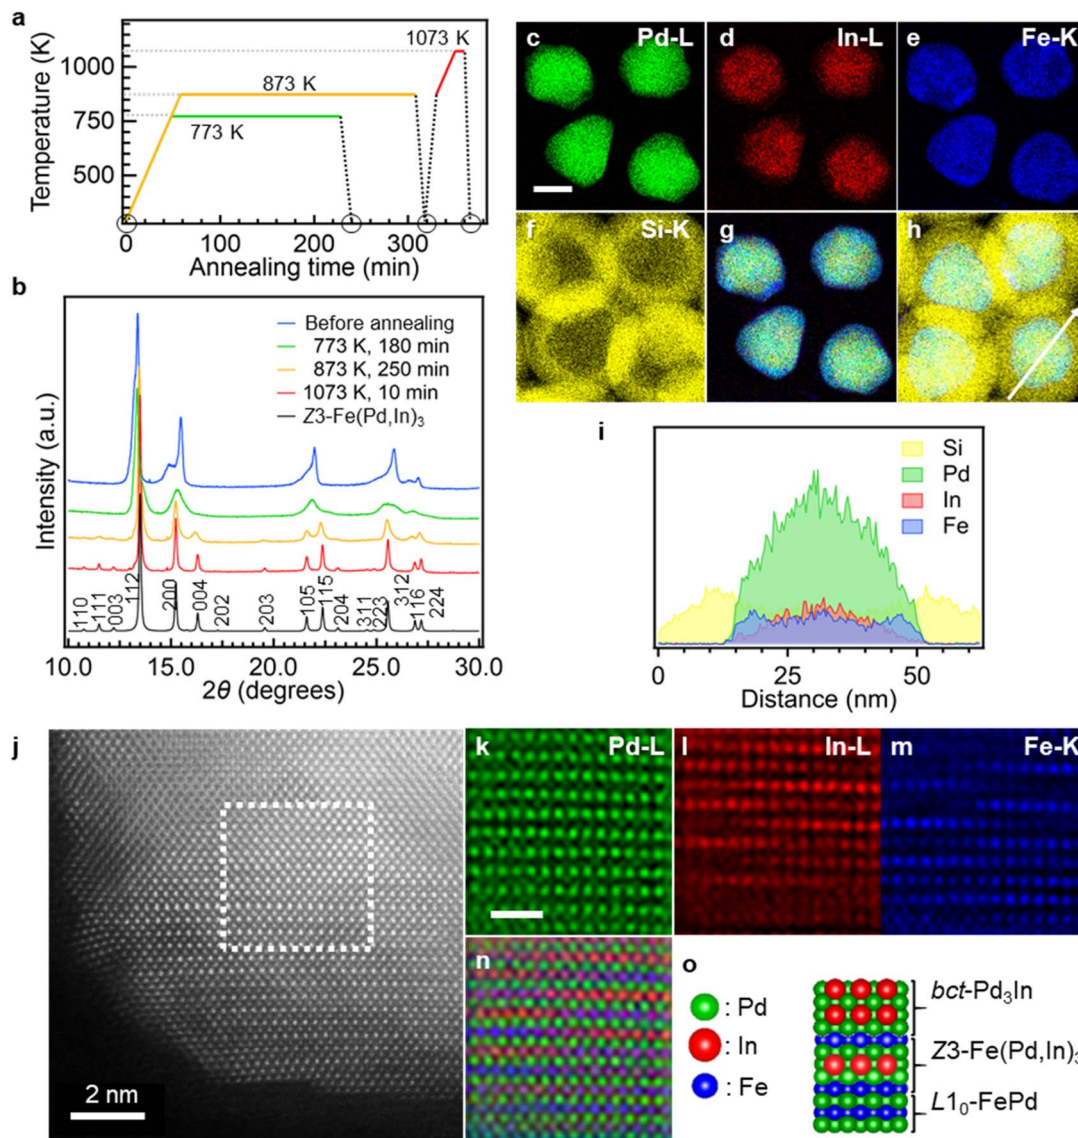 a
Temperature (K)
1000
750
500
873 K
773 K
1073 K
0
100
200
300
Annealing time (min)
b
Intensity (a.u.)
Before annealing
773 K, 180 min
873 K, 250 min
1073 K, 10 min
Z3-Fe(Pd,In)₃
110
111
003
112
200
004
202
203
105
115
204
311
223
312
116
224
10.0
15.0
20.0
25.0
30.0
2θ (degrees)
c Pd-L
d In-L
e Fe-K
f Si-K
g
h
i
Si
Pd
In
Fe
0
25
50
Distance (nm)
j
2 nm
k Pd-L
l In-L
m Fe-K
n
o
: Pd
: In
: Fe
bct-Pd₃In
Z3-Fe(Pd,In)₃
L1₀-FePd